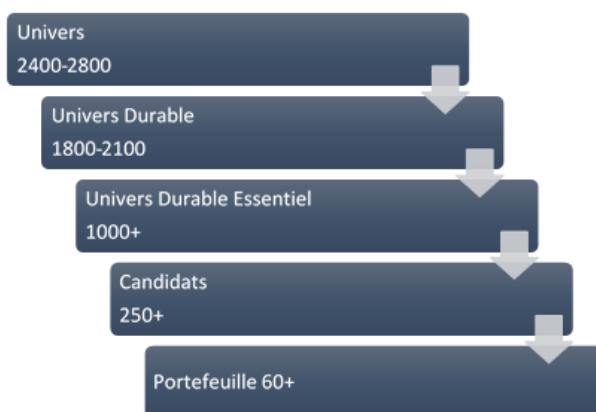 Univers
2400-2800
Univers Durable
1800-2100
Univers Durable Essentiel
1000+
Candidats
250+
Portefeuille 60+